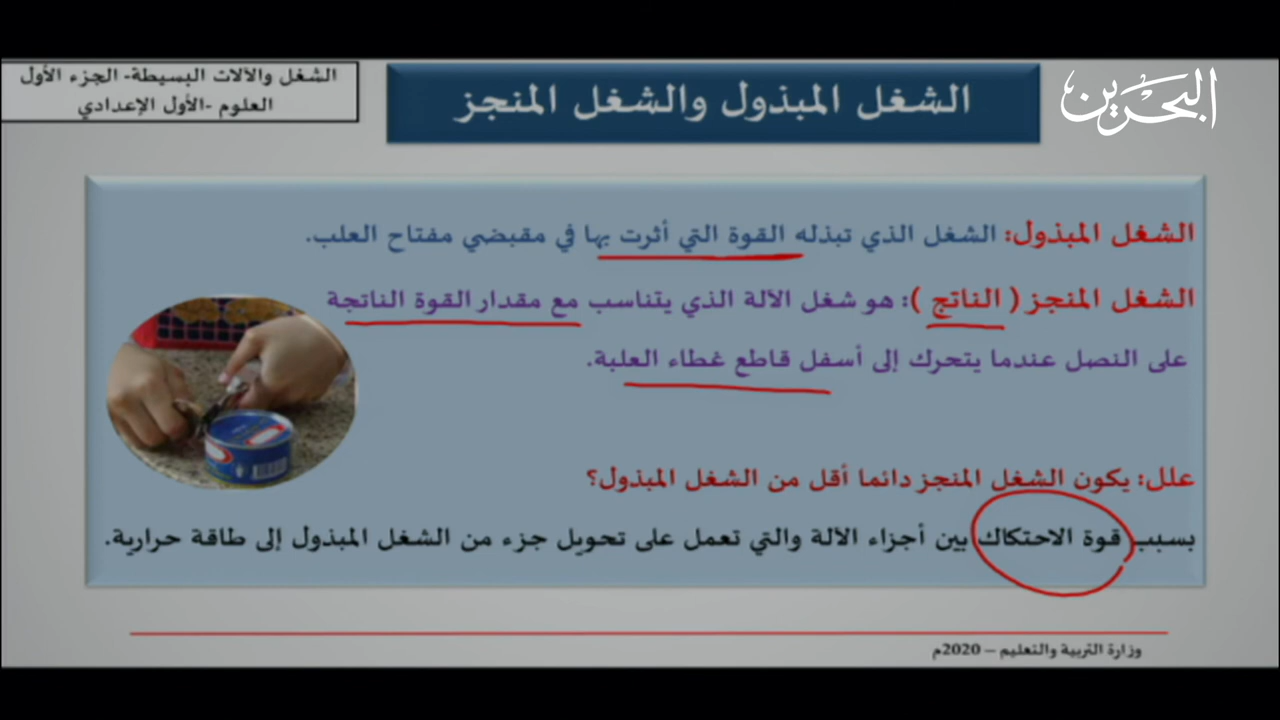 البحرين
الشغل المبذول والشغل المنجز
الشغل والآلات البسيطة- الجزء الأول
العلوم -الأول الإعدادي
الشغل المبذول: الشغل الذي تبذله القوة التي أثرت بها في مقبضي مفتاح العلب.
الشغل المنجز ( الناتج ): هو شغل الآلة الذي يتناسب مع مقدار القوة الناتجة
على النصل عندما يتحرك إلى أسفل قاطع غطاء العلبة.
علل: يكون الشغل المنجز دائما أقل من الشغل المبذول؟
بسبب قوة الاحتكاك بين أجزاء الآلة والتي تعمل على تحويل جزء من الشغل المبذول إلى طاقة حرارية.
وزارة التربية والتعليم – 2020م